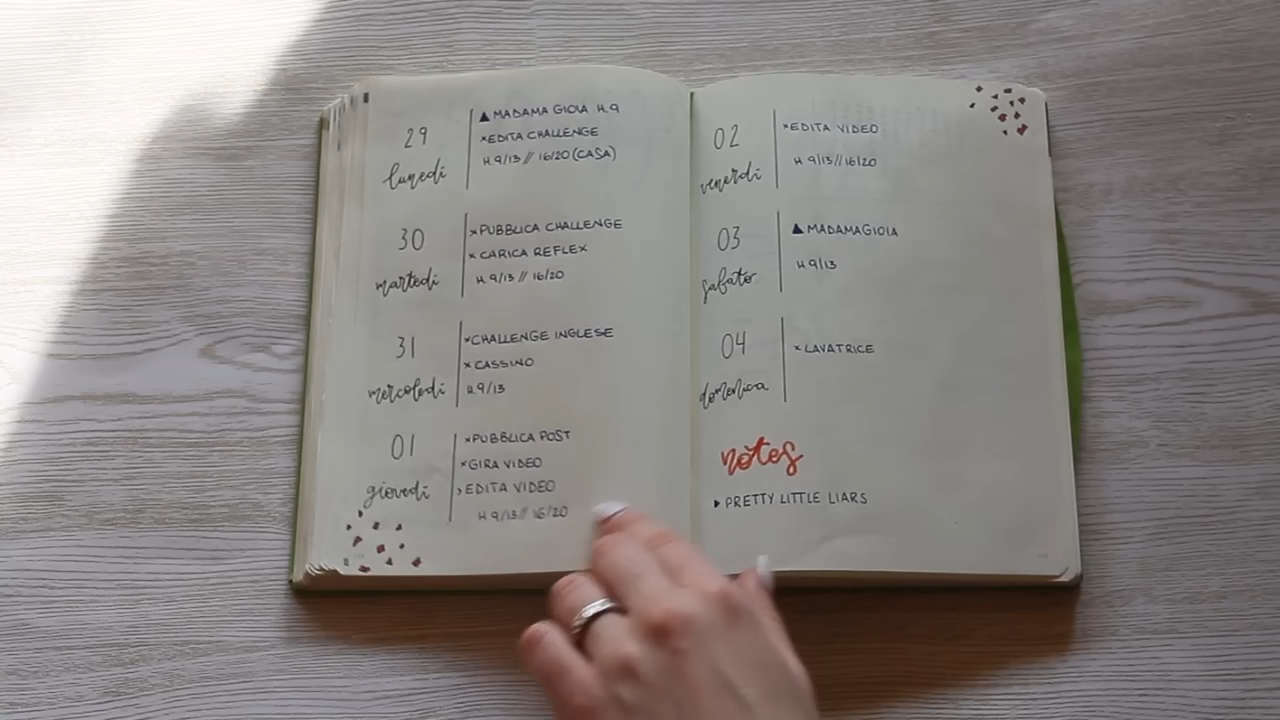 29
lunedì
▲ MADAMA GIOIA H.9
×EDITA CHALLENGE
H.9/13 // 16/20 (CASA)
30
martedì
×PUBBLICA CHALLENGE
×CARICA REFLEX
H 9/13 // 16/20
31
mercoledì
×CHALLENGE INGLESE
×CASSINO
H.9/13
01
giovedì
×PUBBLICA POST
×GIRA VIDEO
>EDITA VIDEO
H 9/13 // 16/20
02
venerdì
×EDITA VIDEO
H 9/13 // 16/20
03
sabato
▲ MADAMAGIOIA
H 9/13
04
domenica
×LAVATRICE
notes
▶ PRETTY LITTLE LIARS